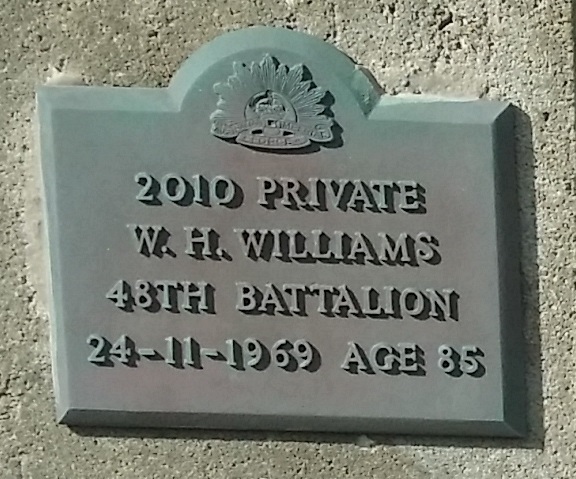 2010 PRIVATE
W. H. WILLIAMS
48TH BATTALION
24-11-1969 AGE 85